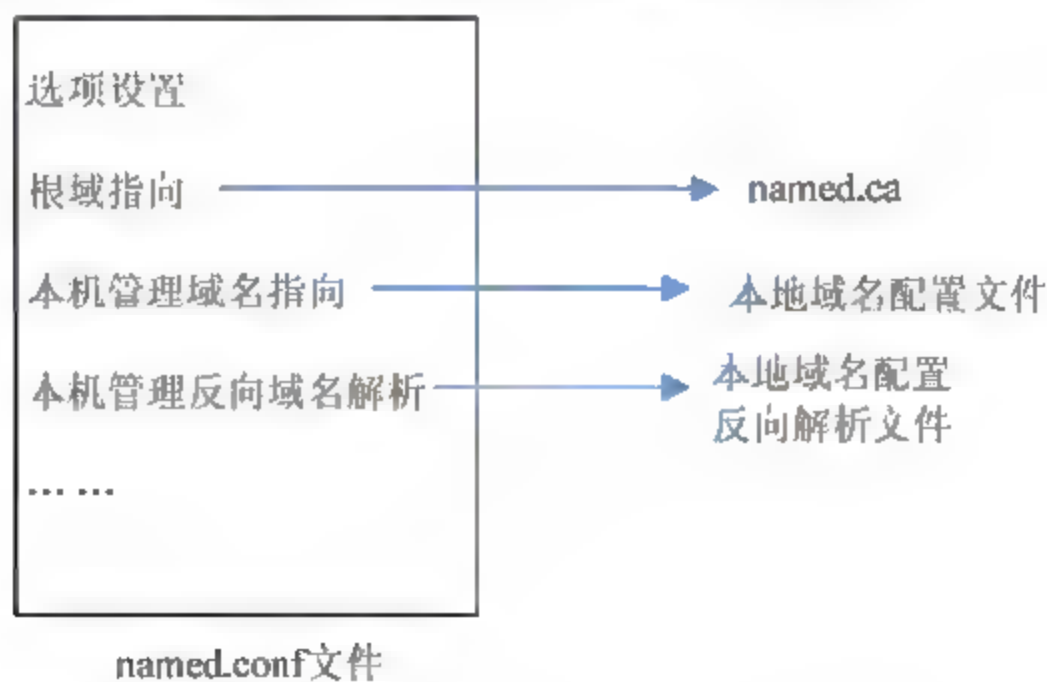 选项设置
根域指向
named.ca
本机管理域名指向
本地域名配置文件
本机管理反向域名解析
本地域名配置
反向解析文件
... ...
named.conf文件